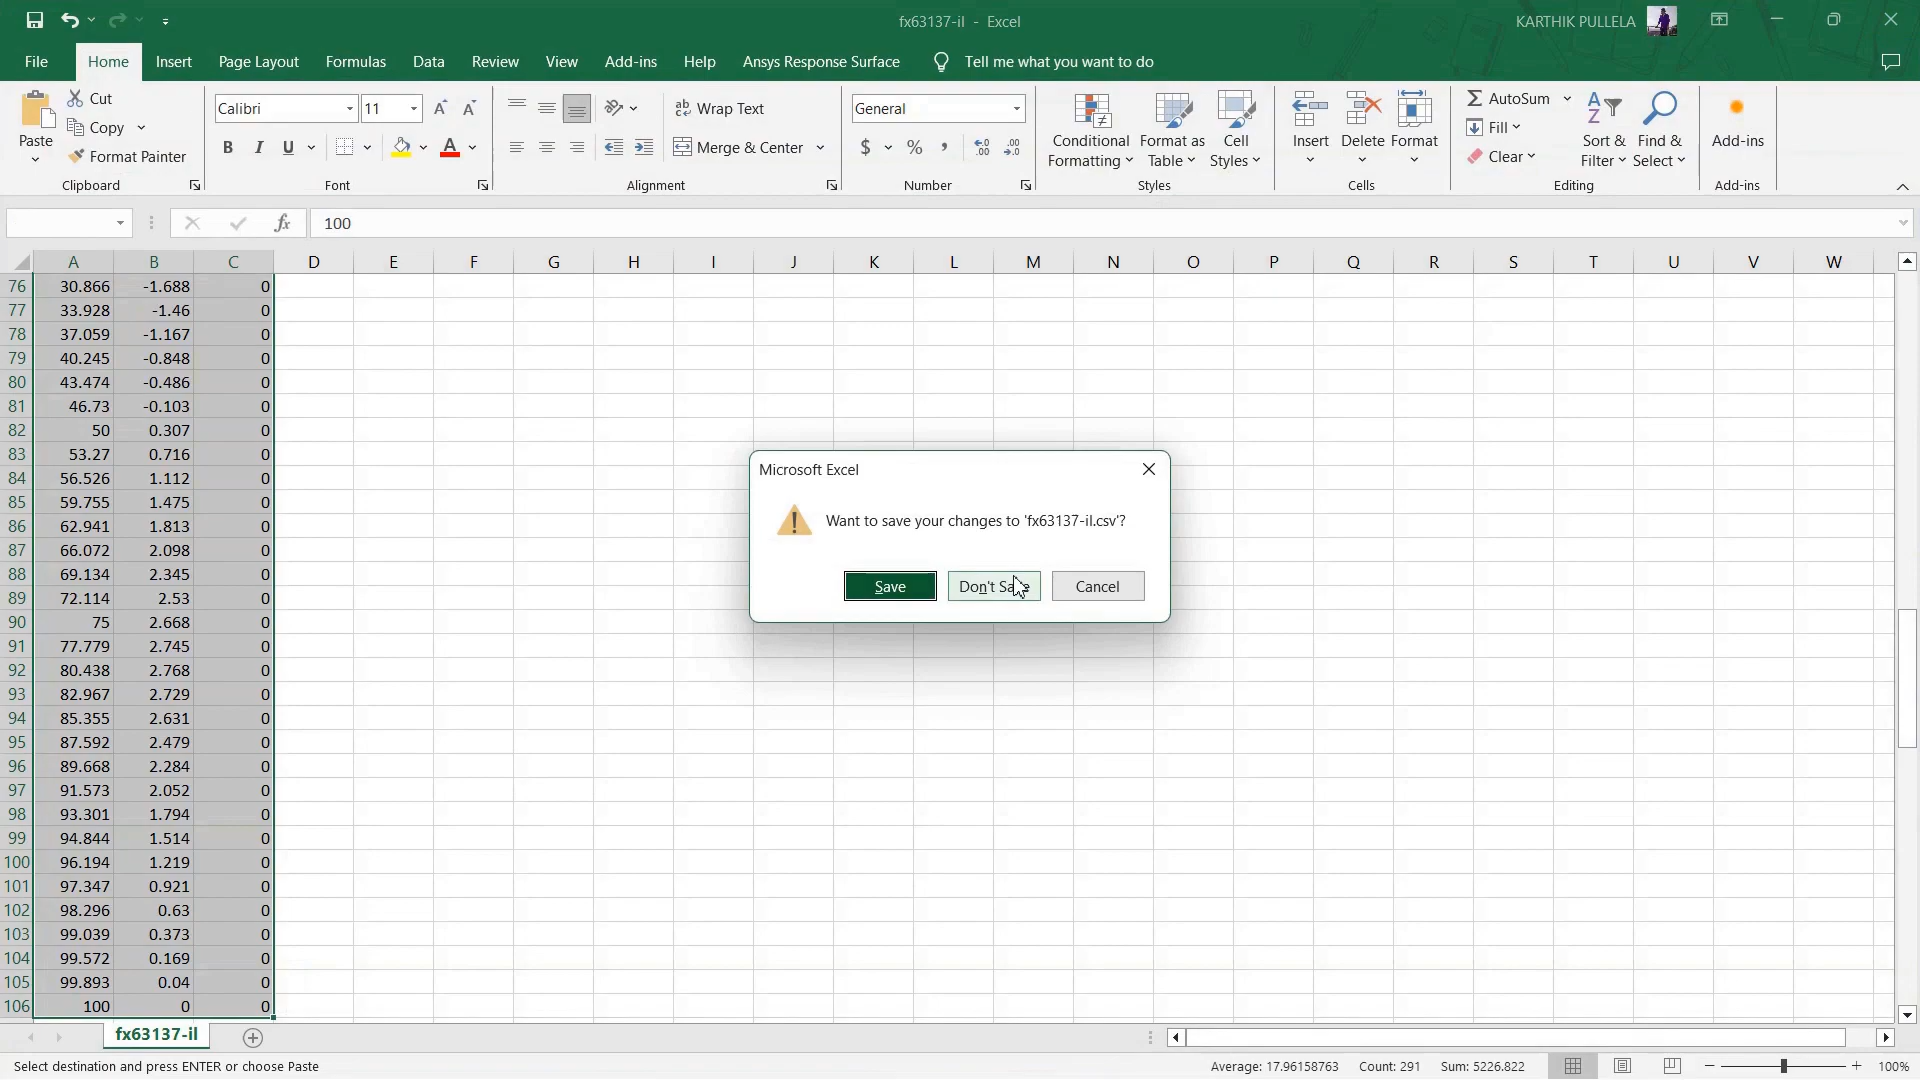 fx63137-il - Excel
KARTHIK PULLELA
File Home Insert Page Layout Formulas Data Review View Add-ins Help Ansys Response Surface Tell me what you want to do
Paste
Cut
Copy
Format Painter
Clipboard
Calibri 11
B I U
Font
Wrap Text
Merge & Center
Alignment
General
$ % ,
Number
Conditional Formatting
Format as Table
Cell Styles
Styles
Insert Delete Format
Cells
AutoSum
Fill
Clear
Sort & Filter
Find & Select
Editing
Add-ins
Add-ins
fx 100
A B C D E F G H I J K L M N O P Q R S T U V W
76 30.866 -1.688 0
77 33.928 -1.46 0
78 37.059 -1.167 0
79 40.245 -0.848 0
80 43.474 -0.486 0
81 46.73 -0.103 0
82 50 0.307 0
83 53.27 0.716 0
84 56.526 1.112 0
85 59.755 1.475 0
86 62.941 1.813 0
87 66.072 2.098 0
88 69.134 2.345 0
89 72.114 2.53 0
90 75 2.668 0
91 77.779 2.745 0
92 80.438 2.768 0
93 82.967 2.729 0
94 85.355 2.631 0
95 87.592 2.479 0
96 89.668 2.284 0
97 91.573 2.052 0
98 93.301 1.794 0
99 94.844 1.514 0
100 96.194 1.219 0
101 97.347 0.921 0
102 98.296 0.63 0
103 99.039 0.373 0
104 99.572 0.169 0
105 99.893 0.04 0
106 100 0 0
Microsoft Excel
Want to save your changes to 'fx63137-il.csv'?
Save Don't Save Cancel
fx63137-il
Select destination and press ENTER or choose Paste
Average: 17.96158763 Count: 291 Sum: 5226.822
100%